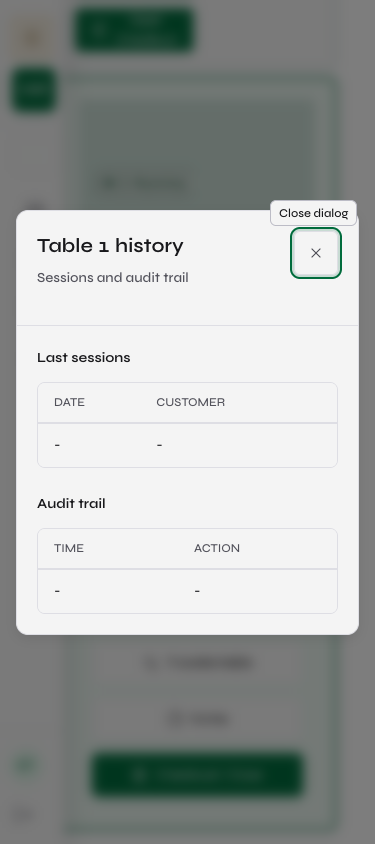 Close dialog
Table 1 history
Sessions and audit trail
Last sessions
DATE CUSTOMER
- -
Audit trail
TIME ACTION
- -